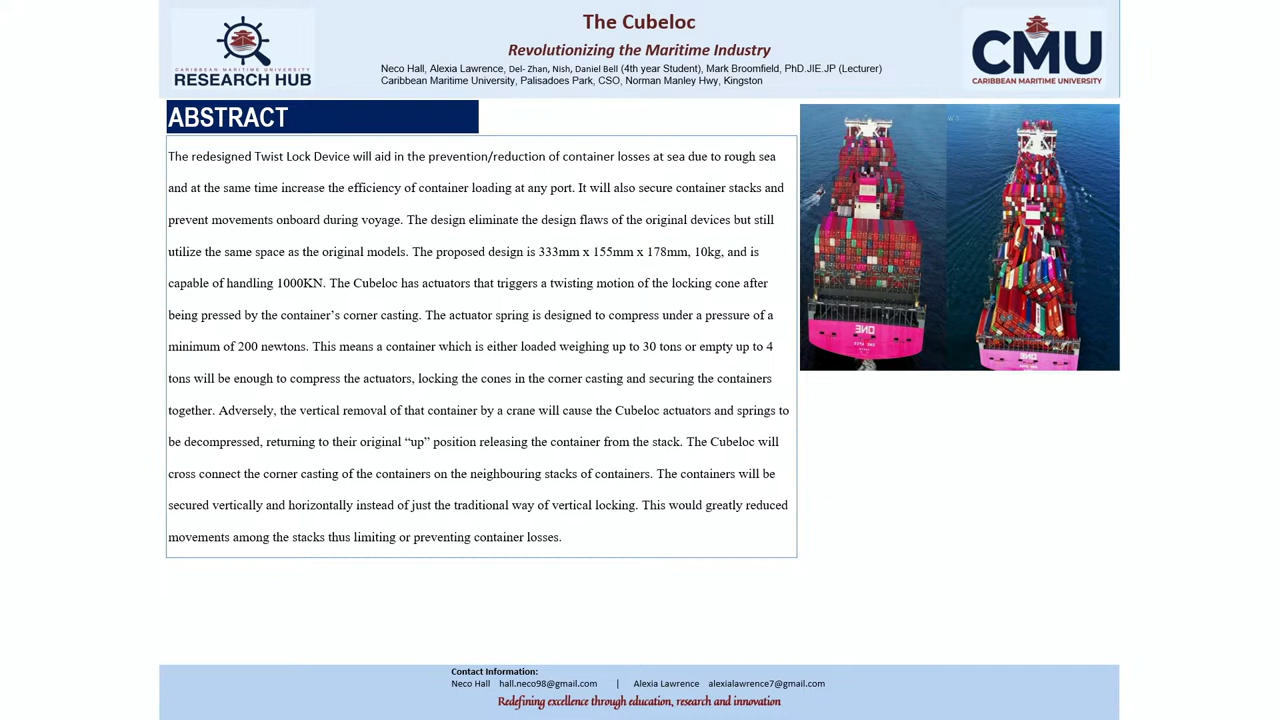 CARIBBEAN MARITIME UNIVERSITY
RESEARCH HUB
The Cubeloc
Revolutionizing the Maritime Industry
Neco Hall, Alexia Lawrence, Del- Zhan, Nish, Daniel Bell (4th year Student), Mark Broomfield, PhD.JIE.JP (Lecturer)
Caribbean Maritime University, Palisadoes Park, CSO, Norman Manley Hwy, Kingston
CMU
CARIBBEAN MARITIME UNIVERSITY
ABSTRACT
The redesigned Twist Lock Device will aid in the prevention/reduction of container losses at sea due to rough sea
and at the same time increase the efficiency of container loading at any port. It will also secure container stacks and
prevent movements onboard during voyage. The design eliminate the design flaws of the original devices but still
utilize the same space as the original models. The proposed design is 333mm x 155mm x 178mm, 10kg, and is
capable of handling 1000KN. The Cubeloc has actuators that triggers a twisting motion of the locking cone after
being pressed by the container’s corner casting. The actuator spring is designed to compress under a pressure of a
minimum of 200 newtons. This means a container which is either loaded weighing up to 30 tons or empty up to 4
tons will be enough to compress the actuators, locking the cones in the corner casting and securing the containers
together. Adversely, the vertical removal of that container by a crane will cause the Cubeloc actuators and springs to
be decompressed, returning to their original “up” position releasing the container from the stack. The Cubeloc will
cross connect the corner casting of the containers on the neighbouring stacks of containers. The containers will be
secured vertically and horizontally instead of just the traditional way of vertical locking. This would greatly reduced
movements among the stacks thus limiting or preventing container losses.
Contact Information:
Neco Hall hall.neco98@gmail.com | Alexia Lawrence alexialawrence7@gmail.com
Redefining excellence through education, research and innovation